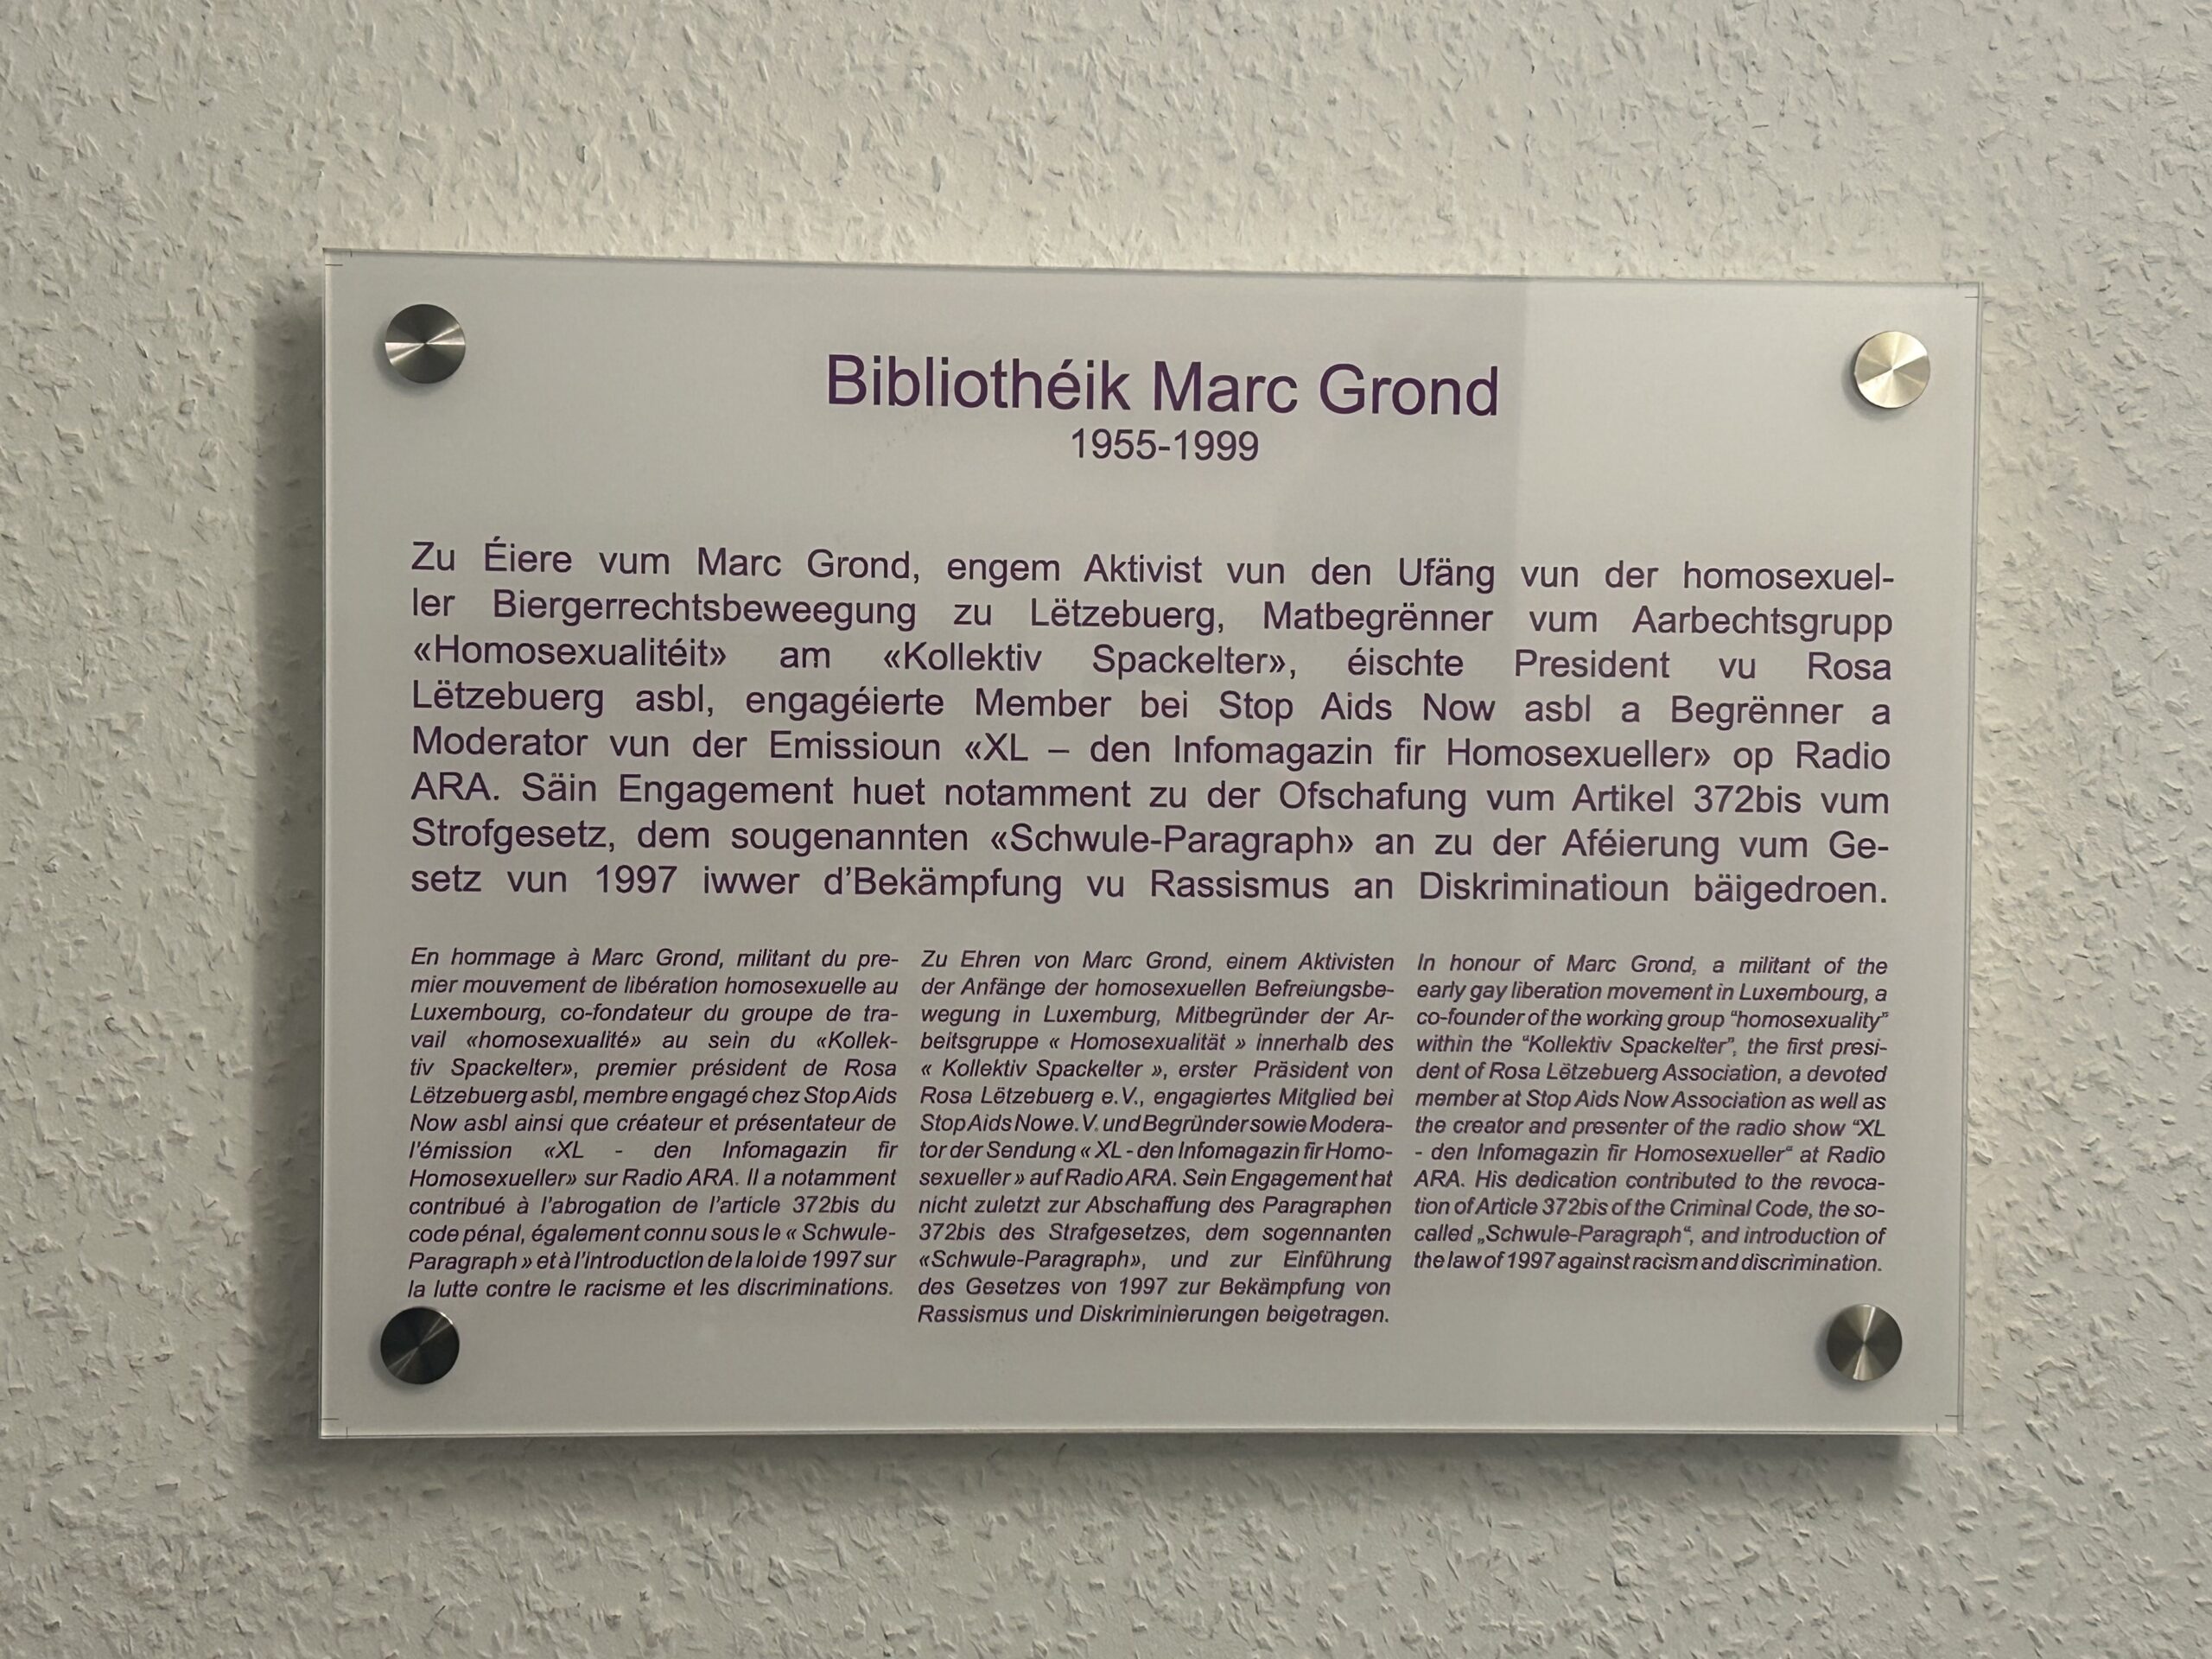 Bibliothéik Marc Grond
1955-1999
Zu Éiere vum Marc Grond, engem Aktivist vun den Ufäng vun der homosexuel-
ler Biergerrechtsbeweegung zu Lëtzebuerg, Matbegrënner vum Aarbechtsgrupp
«Homosexualitéit» am «Kollektiv Spackelter», éischte President vu Rosa
Lëtzebuerg asbl, engagéierte Member bei Stop Aids Now asbl a Begrënner a
Moderator vun der Emissioun «XL – den Infomagazin fir Homosexueller» op Radio
ARA. Säin Engagement huet notamment zu der Ofschafung vum Artikel 372bis vum
Strofgesetz, dem sougenannten «Schwule-Paragraph» an zu der Aféierung vum Ge-
setz vun 1997 iwwer d’Bekämpfung vu Rassismus an Diskriminatioun bäigedroen.
En hommage à Marc Grond, militant du pre-
mier mouvement de libération homosexuelle au
Luxembourg, co-fondateur du groupe de tra-
vail «homosexualité» au sein du «Kollek-
tiv Spackelter», premier président de Rosa
Lëtzebuerg asbl, membre engagé chez Stop Aids
Now asbl ainsi que créateur et présentateur de
l’émission «XL - den Infomagazin fir
Homosexueller» sur Radio ARA. Il a notamment
contribué à l’abrogation de l’article 372bis du
code pénal, également connu sous le « Schwule-
Paragraph » et à l’introduction de la loi de 1997 sur
la lutte contre le racisme et les discriminations.
Zu Ehren von Marc Grond, einem Aktivisten
der Anfänge der homosexuellen Befreiungsbe-
wegung in Luxemburg, Mitbegründer der Ar-
beitsgruppe « Homosexualität » innerhalb des
« Kollektiv Spackelter », erster Präsident von
Rosa Lëtzebuerg e.V., engagiertes Mitglied bei
Stop Aids Now e.V. und Begründer sowie Modera-
tor der Sendung « XL - den Infomagazin fir Homo-
sexueller » auf Radio ARA. Sein Engagement hat
nicht zuletzt zur Abschaffung des Paragraphen
372bis des Strafgesetzes, dem sogennanten
«Schwule-Paragraph», und zur Einführung
des Gesetzes von 1997 zur Bekämpfung von
Rassismus und Diskriminierungen beigetragen.
In honour of Marc Grond, a militant of the
early gay liberation movement in Luxembourg, a
co-founder of the working group “homosexuality”
within the “Kollektiv Spackelter”, the first presi-
dent of Rosa Lëtzebuerg Association, a devoted
member at Stop Aids Now Association as well as
the creator and presenter of the radio show “XL
- den Infomagazin fir Homosexueller“ at Radio
ARA. His dedication contributed to the revoca-
tion of Article 372bis of the Criminal Code, the so-
called „Schwule-Paragraph“, and introduction of
the law of 1997 against racism and discrimination.